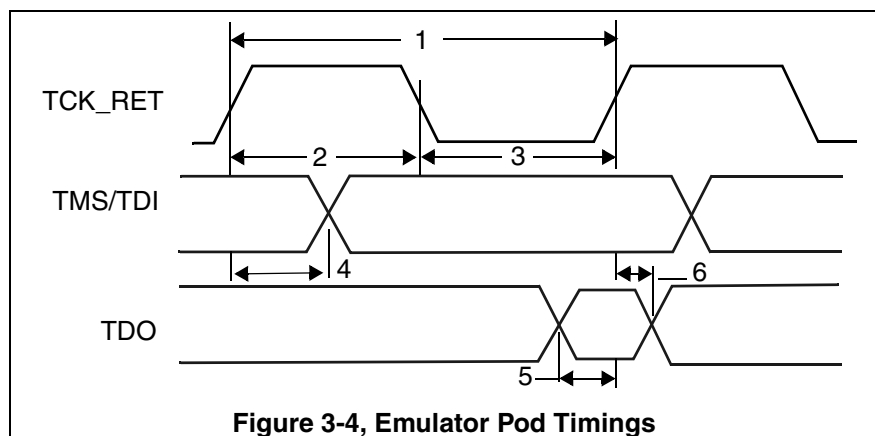 1
TCK_RET
2
3
TMS/TDI
4
6
TDO
5
Figure 3-4, Emulator Pod Timings